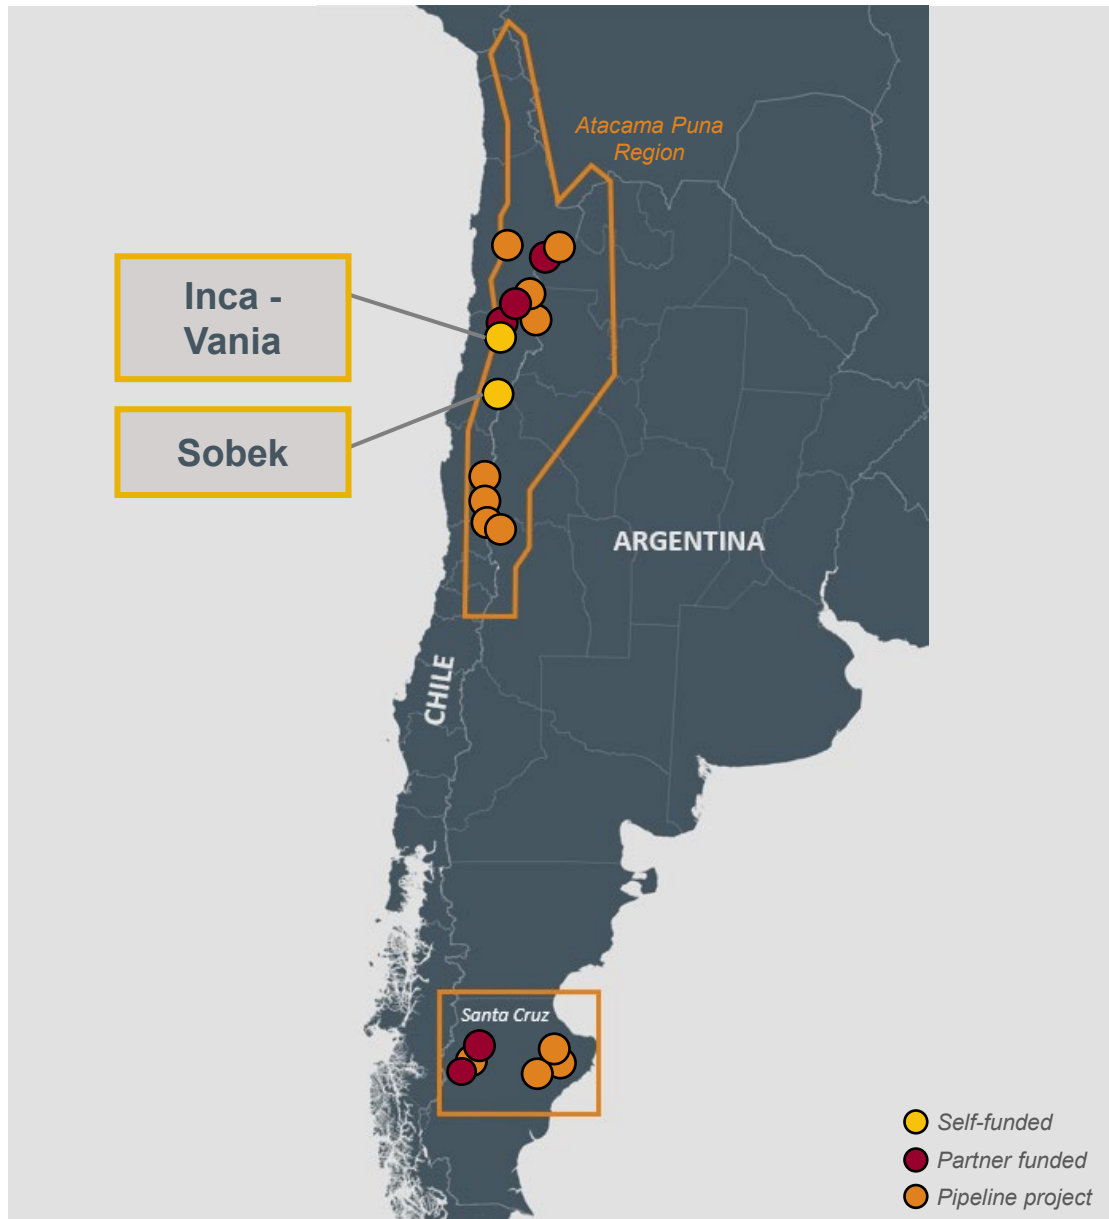 Atacama Puna
Region
Inca -
Vania
Sobek
ARGENTINA
CHILE
Santa Cruz
Self-funded
Partner funded
Pipeline project